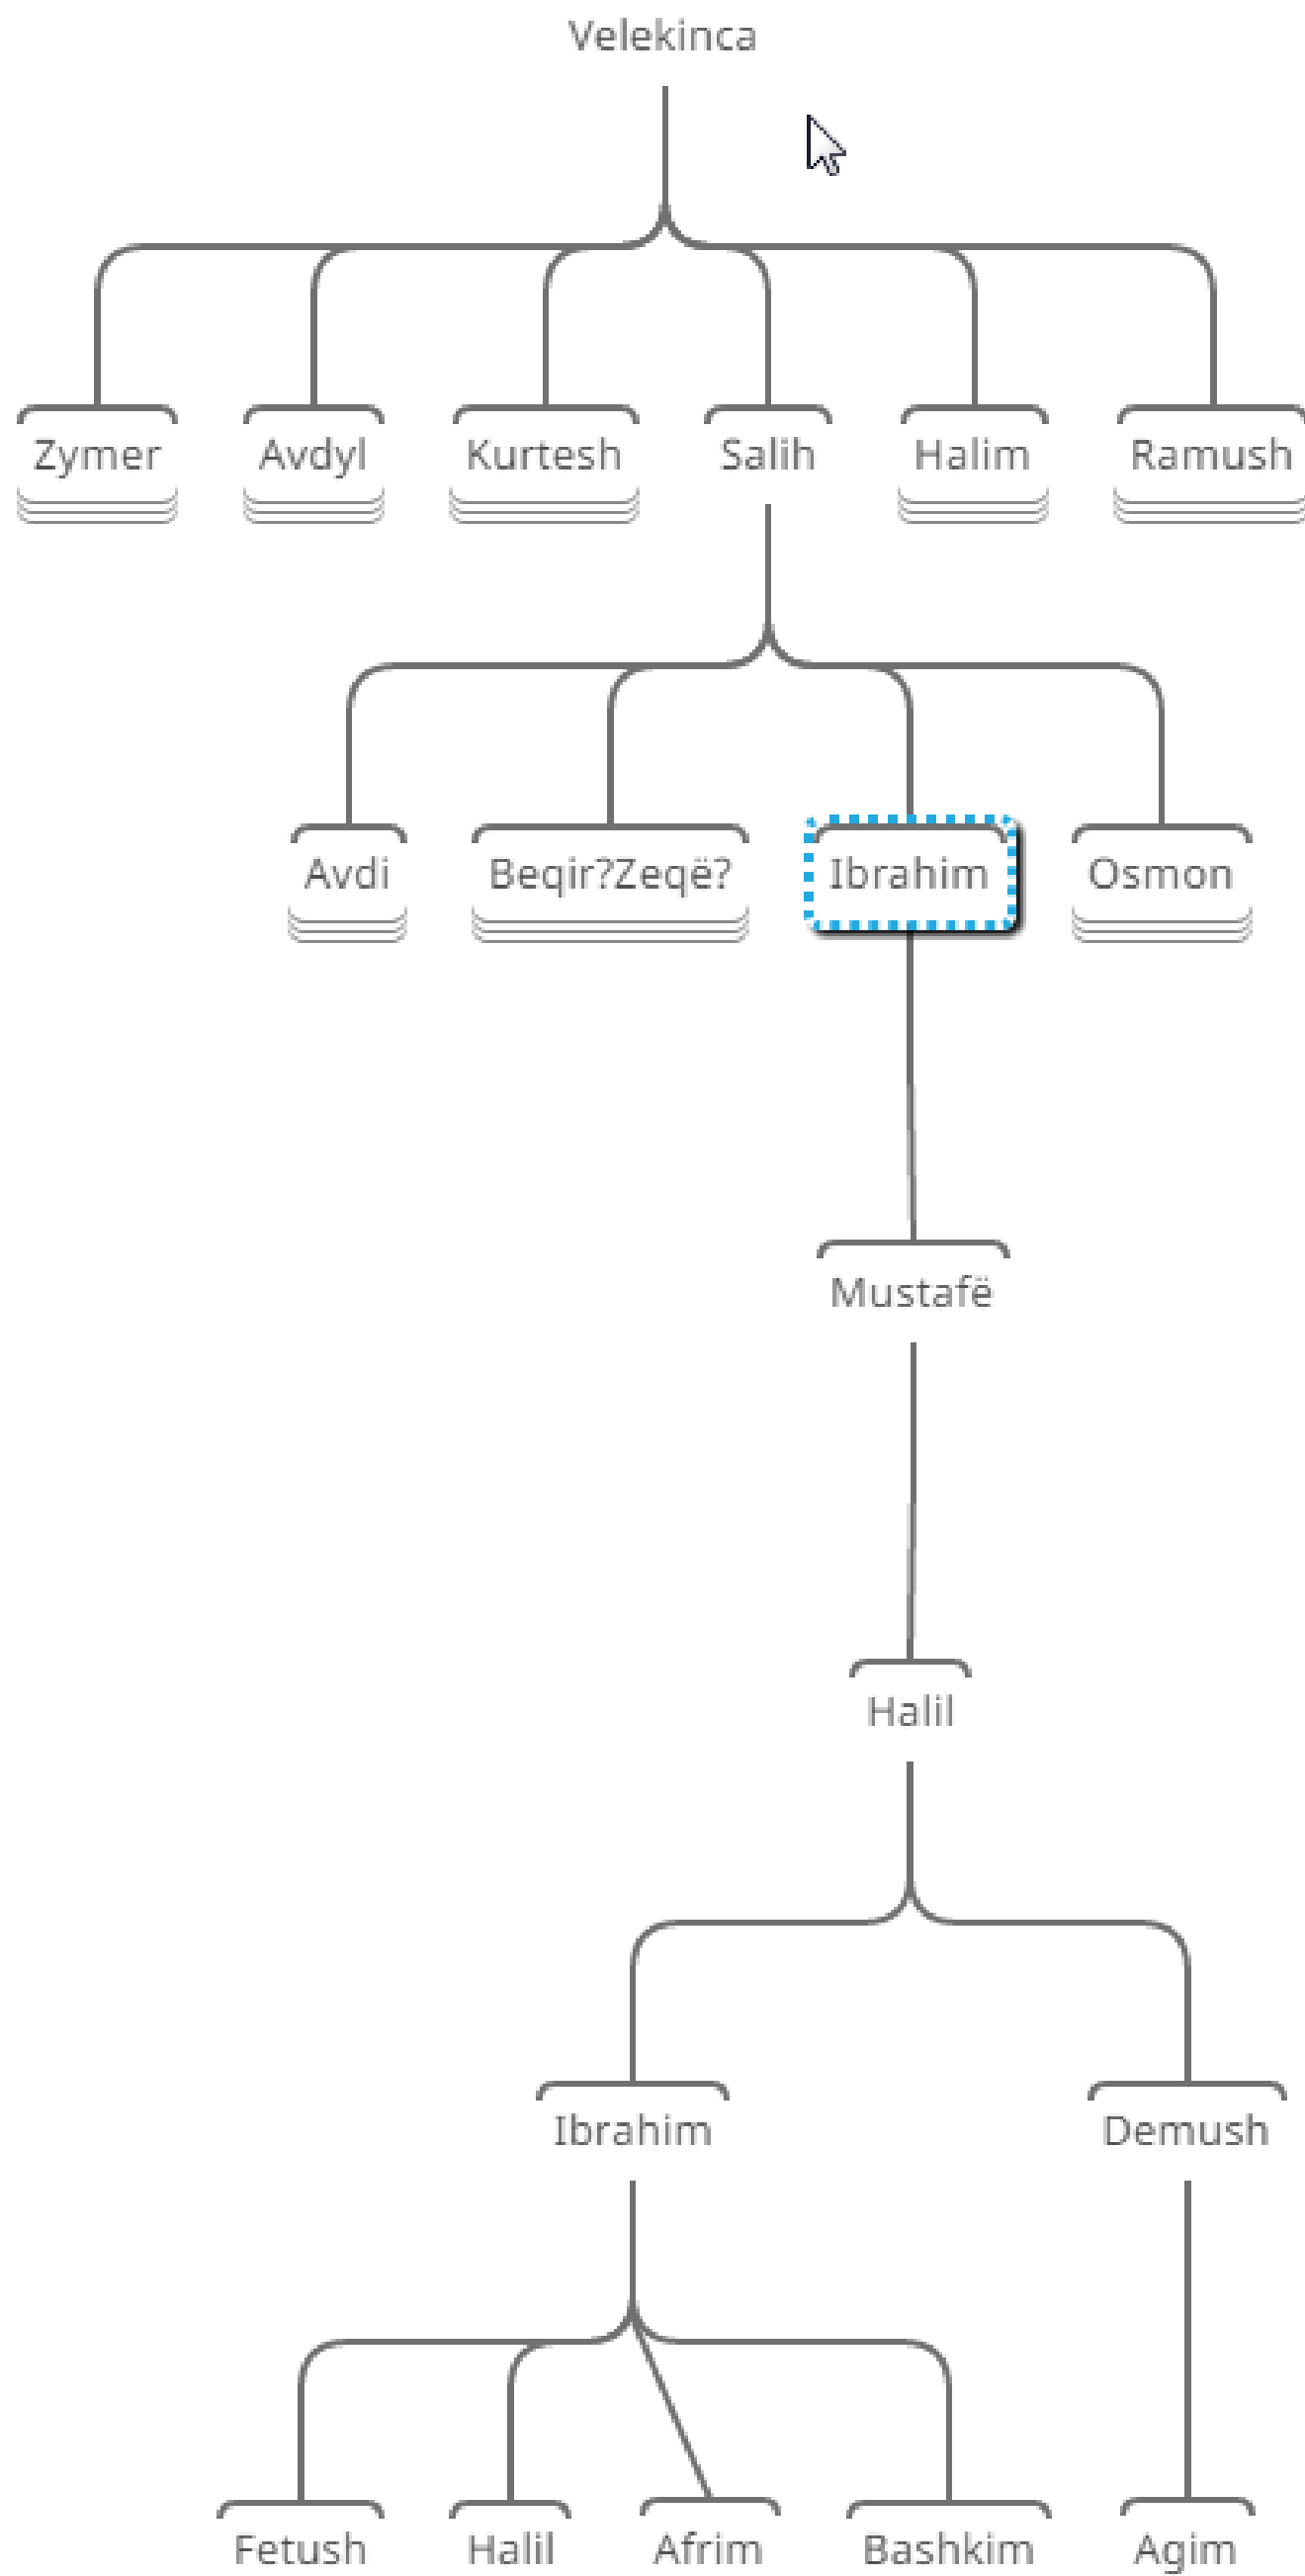 Velekinca
Zymer Avdyl Kurtesh Salih Halim Ramush
Avdi Beqir?Zeqë? Ibrahim Osmon
Mustafë
Halil
Ibrahim Demush
Fetush Halil Afrim Bashkim Agim